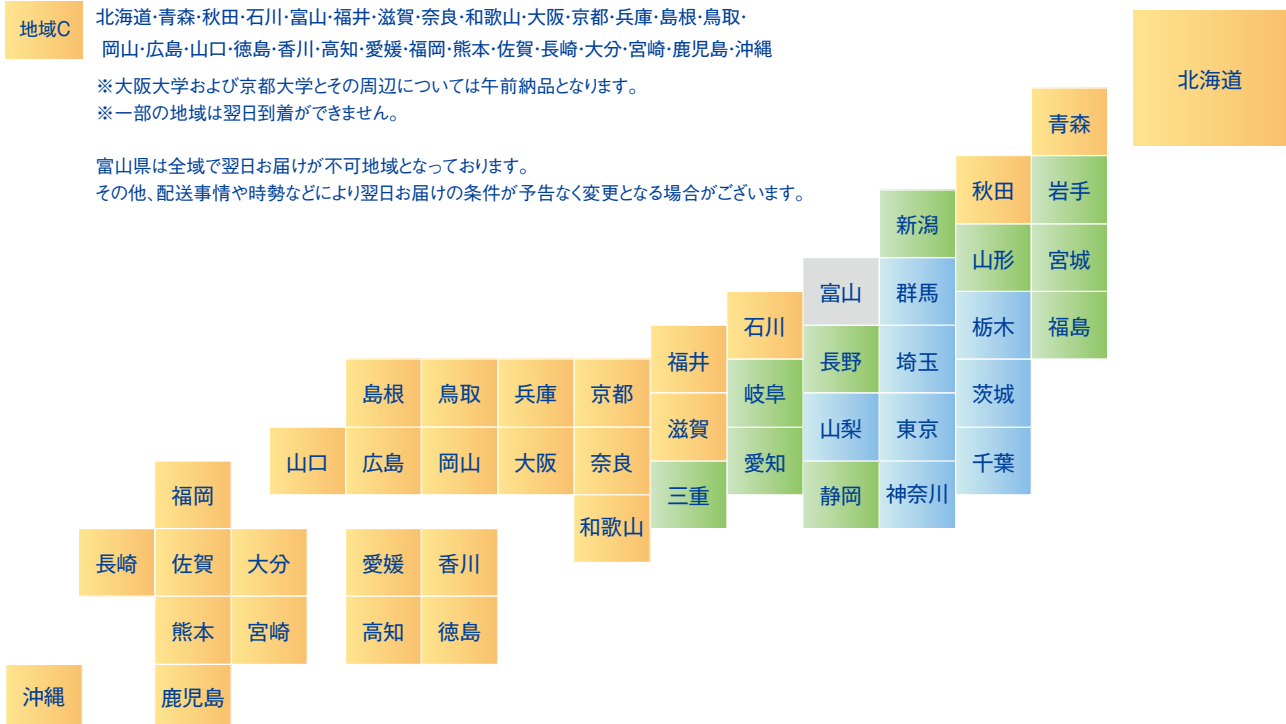 地域C
北海道・青森・秋田・石川・富山・福井・滋賀・奈良・和歌山・大阪・京都・兵庫・島根・鳥取・
岡山・広島・山口・徳島・香川・高知・愛媛・福岡・熊本・佐賀・長崎・大分・宮崎・鹿児島・沖縄
※大阪大学および京都大学とその周辺については午前納品となります。
※一部の地域は翌日到着ができません。
富山県は全域で翌日お届けが不可地域となっております。
その他、配送事情や時勢などにより翌日お届けの条件が予告なく変更となる場合がございます。
北海道
青森
秋田
岩手
新潟
山形
宮城
富山
群馬
栃木
福島
石川
福井
長野
埼玉
茨城
島根
鳥取
兵庫
京都
岐阜
滋賀
山梨
東京
千葉
山口
広島
岡山
大阪
奈良
愛知
三重
静岡
神奈川
福岡
和歌山
長崎
佐賀
大分
愛媛
香川
熊本
宮崎
高知
徳島
沖縄
鹿児島